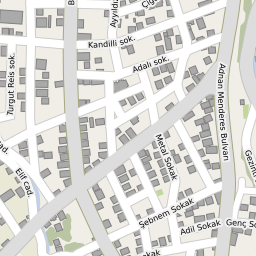 Kandilli sok.
Adalı sok.
Turgut Reis sok.
Adnan Menderes Bulvarı
Metal Sokak
Elif cad.
Şebnem Sokak
Adil Sokak
Genç